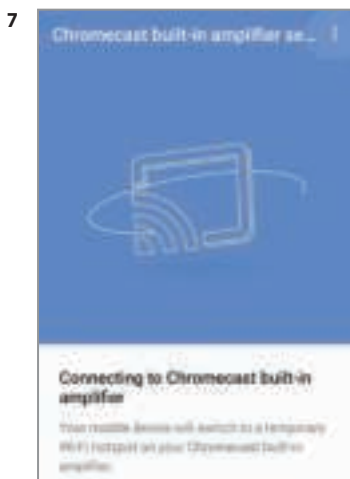 7
Chromecast built-in amplifier se...
Connecting to Chromecast built-in
amplifier
Your mobile device will switch to a temporary
Wi-Fi hotspot on your Chromecast built-in
amplifier.